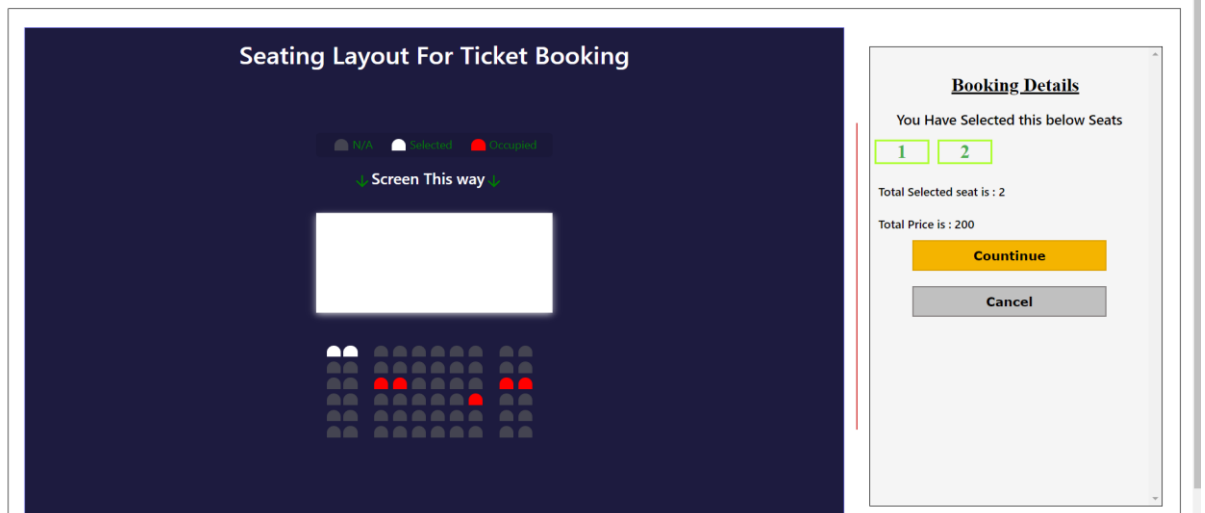 Seating Layout For Ticket Booking
N/A Selected Occupied
↓ Screen This way ↓
Booking Details
You Have Selected this below Seats
1 2
Total Selected seat is : 2
Total Price is : 200
Countinue
Cancel